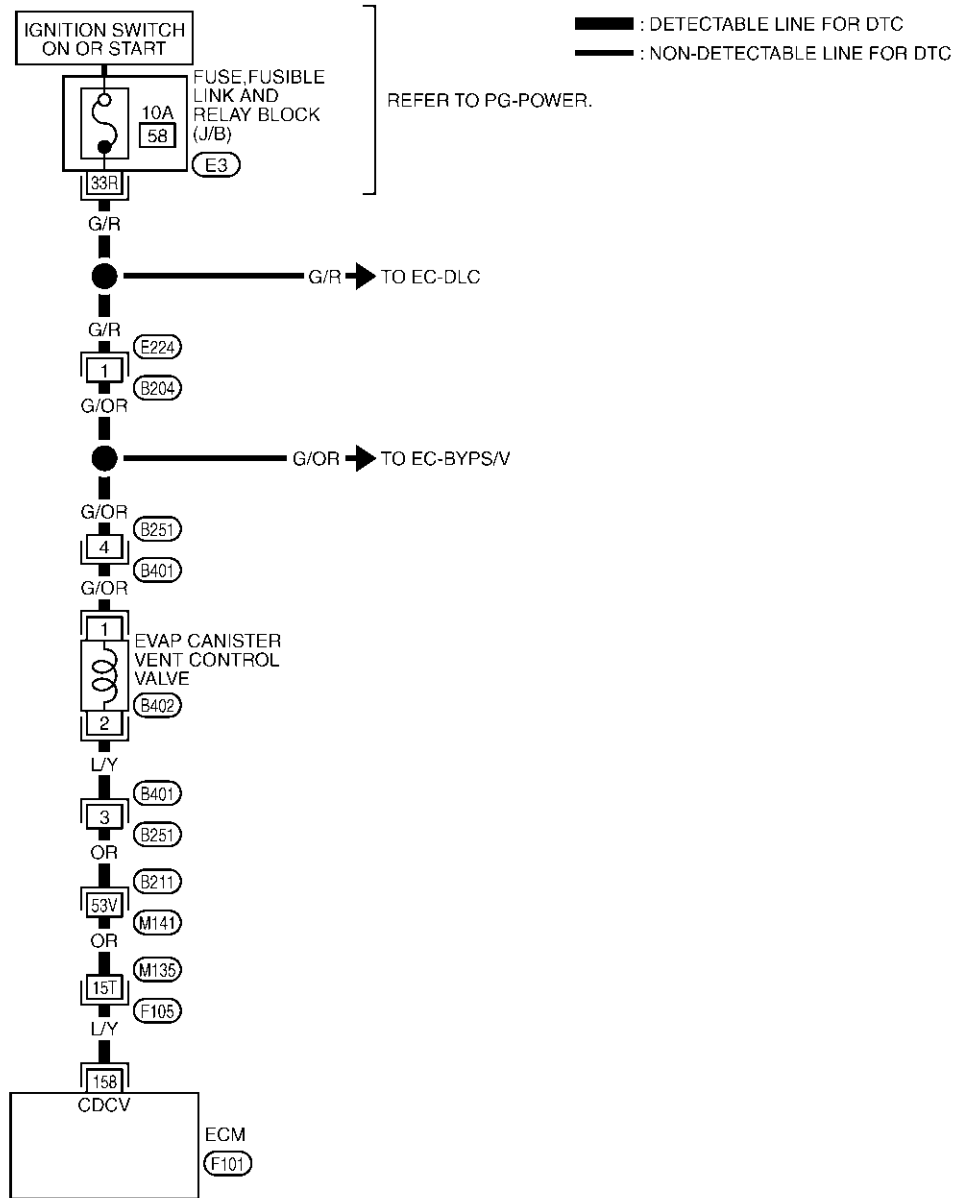 IGNITION SWITCH
ON OR START
: DETECTABLE LINE FOR DTC
: NON-DETECTABLE LINE FOR DTC
FUSE,FUSIBLE
LINK AND
RELAY BLOCK
(J/B)
10A
58
E3
REFER TO PG-POWER.
33R
G/R
G/R
TO EC-DLC
G/R
E224
1
B204
G/OR
G/OR
TO EC-BYPS/V
G/OR
B251
4
B401
G/OR
1
EVAP CANISTER
VENT CONTROL
VALVE
B402
2
L/Y
B401
3
B251
OR
B211
53V
M141
OR
M135
15T
F105
L/Y
158
CDCV
ECM
F101